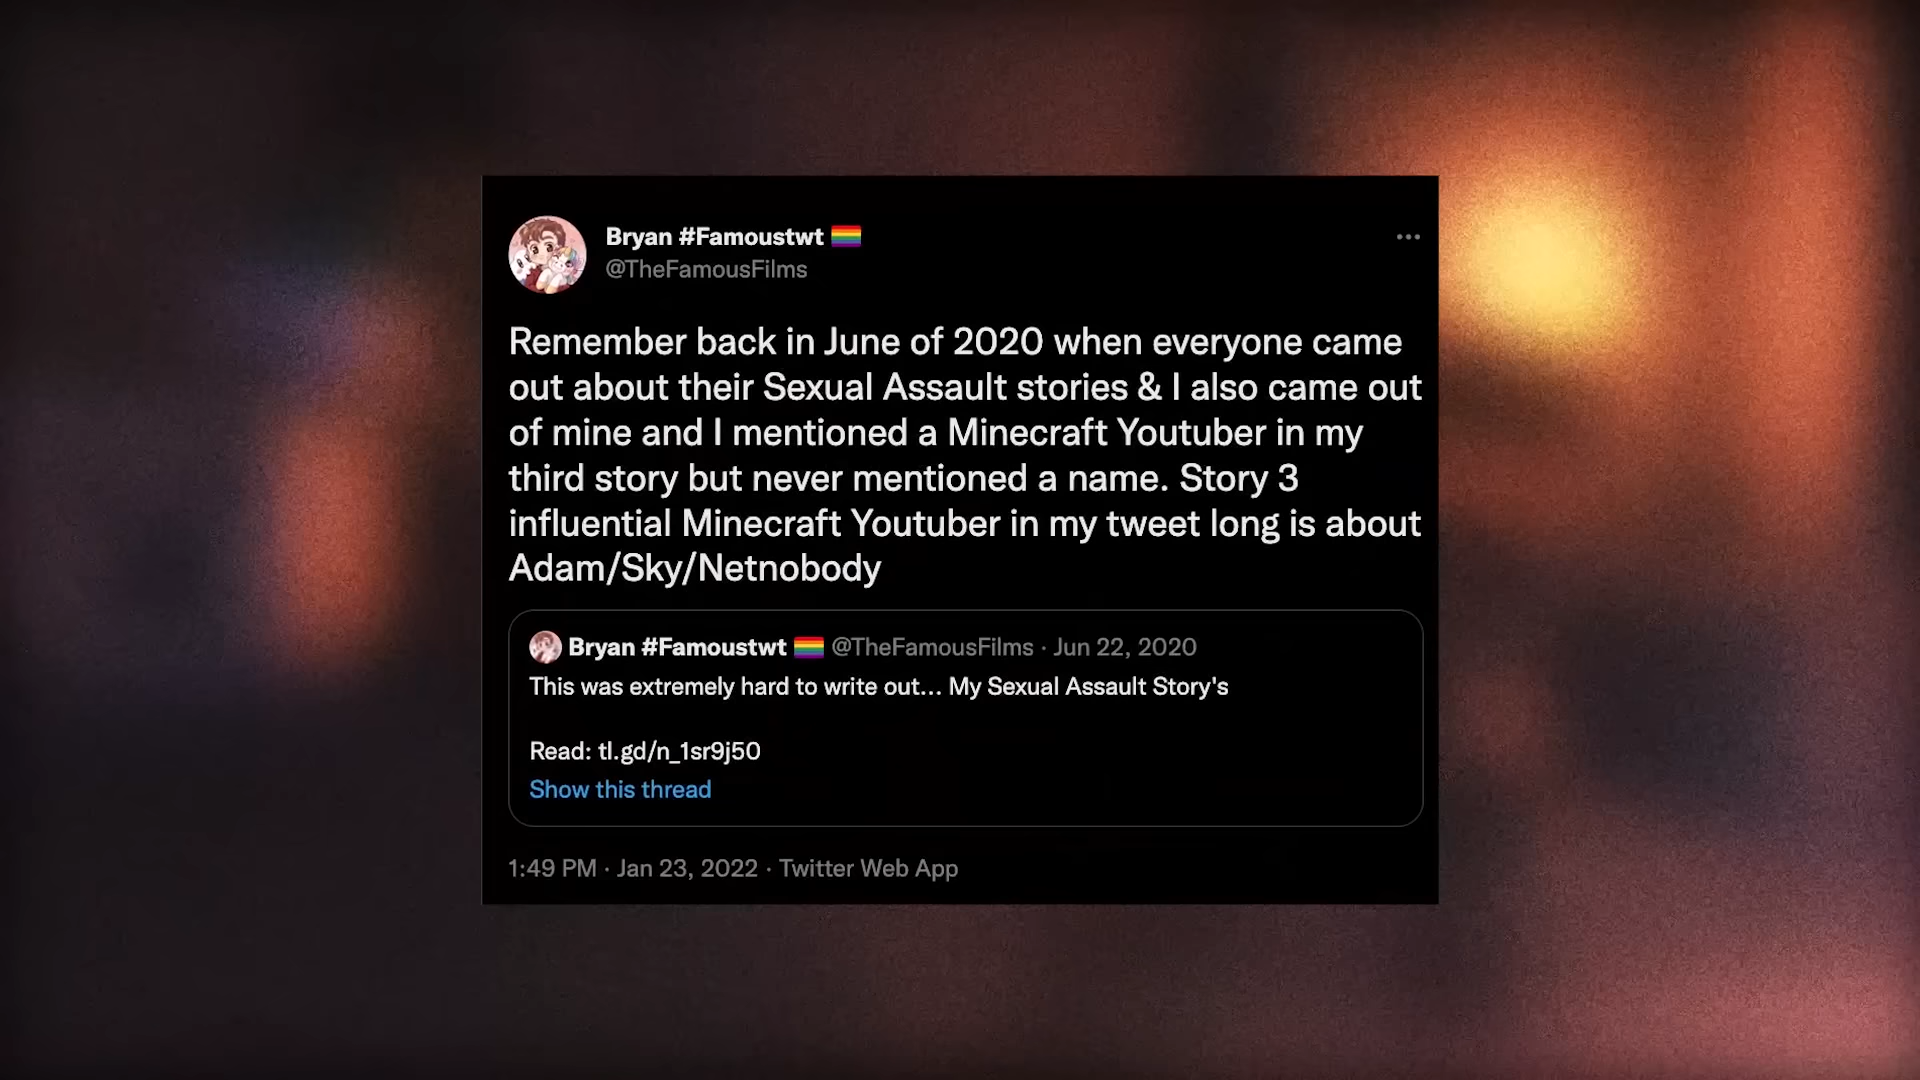 Bryan #Famoustwt 🏳️‍🌈
@TheFamousFilms
Remember back in June of 2020 when everyone came
out about their Sexual Assault stories & I also came out
of mine and I mentioned a Minecraft Youtuber in my
third story but never mentioned a name. Story 3
influential Minecraft Youtuber in my tweet long is about
Adam/Sky/Netnobody
Bryan #Famoustwt 🏳️‍🌈 @TheFamousFilms · Jun 22, 2020
This was extremely hard to write out... My Sexual Assault Story's
Read: tl.gd/n_1sr9j50
Show this thread
1:49 PM · Jan 23, 2022 · Twitter Web App